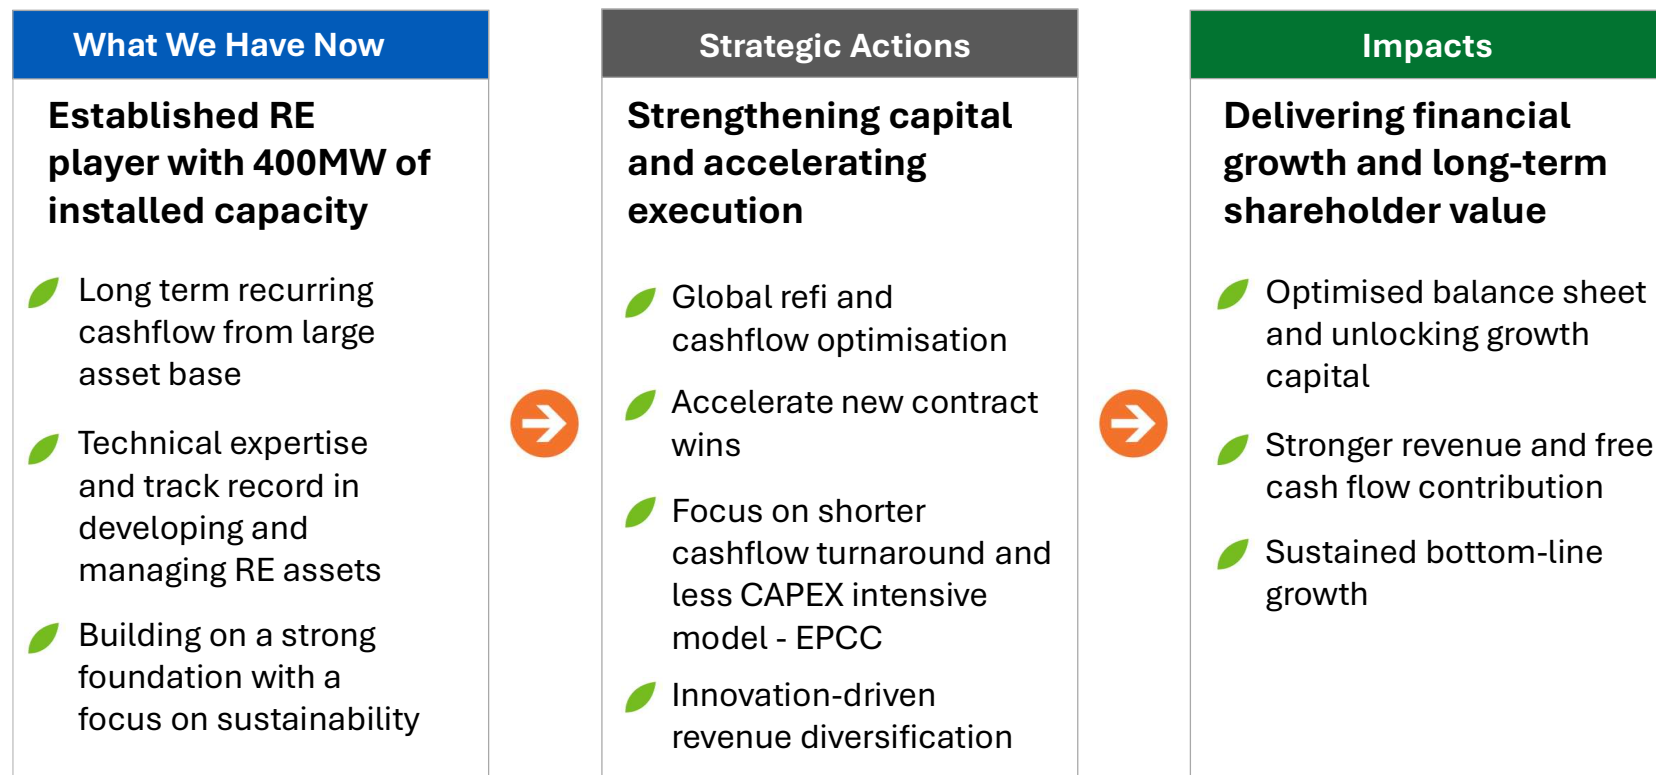 What We Have Now
Established RE
player with 400MW of
installed capacity
Long term recurring
cashflow from large
asset base
Technical expertise
and track record in
developing and
managing RE assets
Building on a strong
foundation with a
focus on sustainability
Strategic Actions
Strengthening capital
and accelerating
execution
Global refi and
cashflow optimisation
Accelerate new contract
wins
Focus on shorter
cashflow turnaround and
less CAPEX intensive
model - EPCC
Innovation-driven
revenue diversification
Impacts
Delivering financial
growth and long-term
shareholder value
Optimised balance sheet
and unlocking growth
capital
Stronger revenue and free
cash flow contribution
Sustained bottom-line
growth